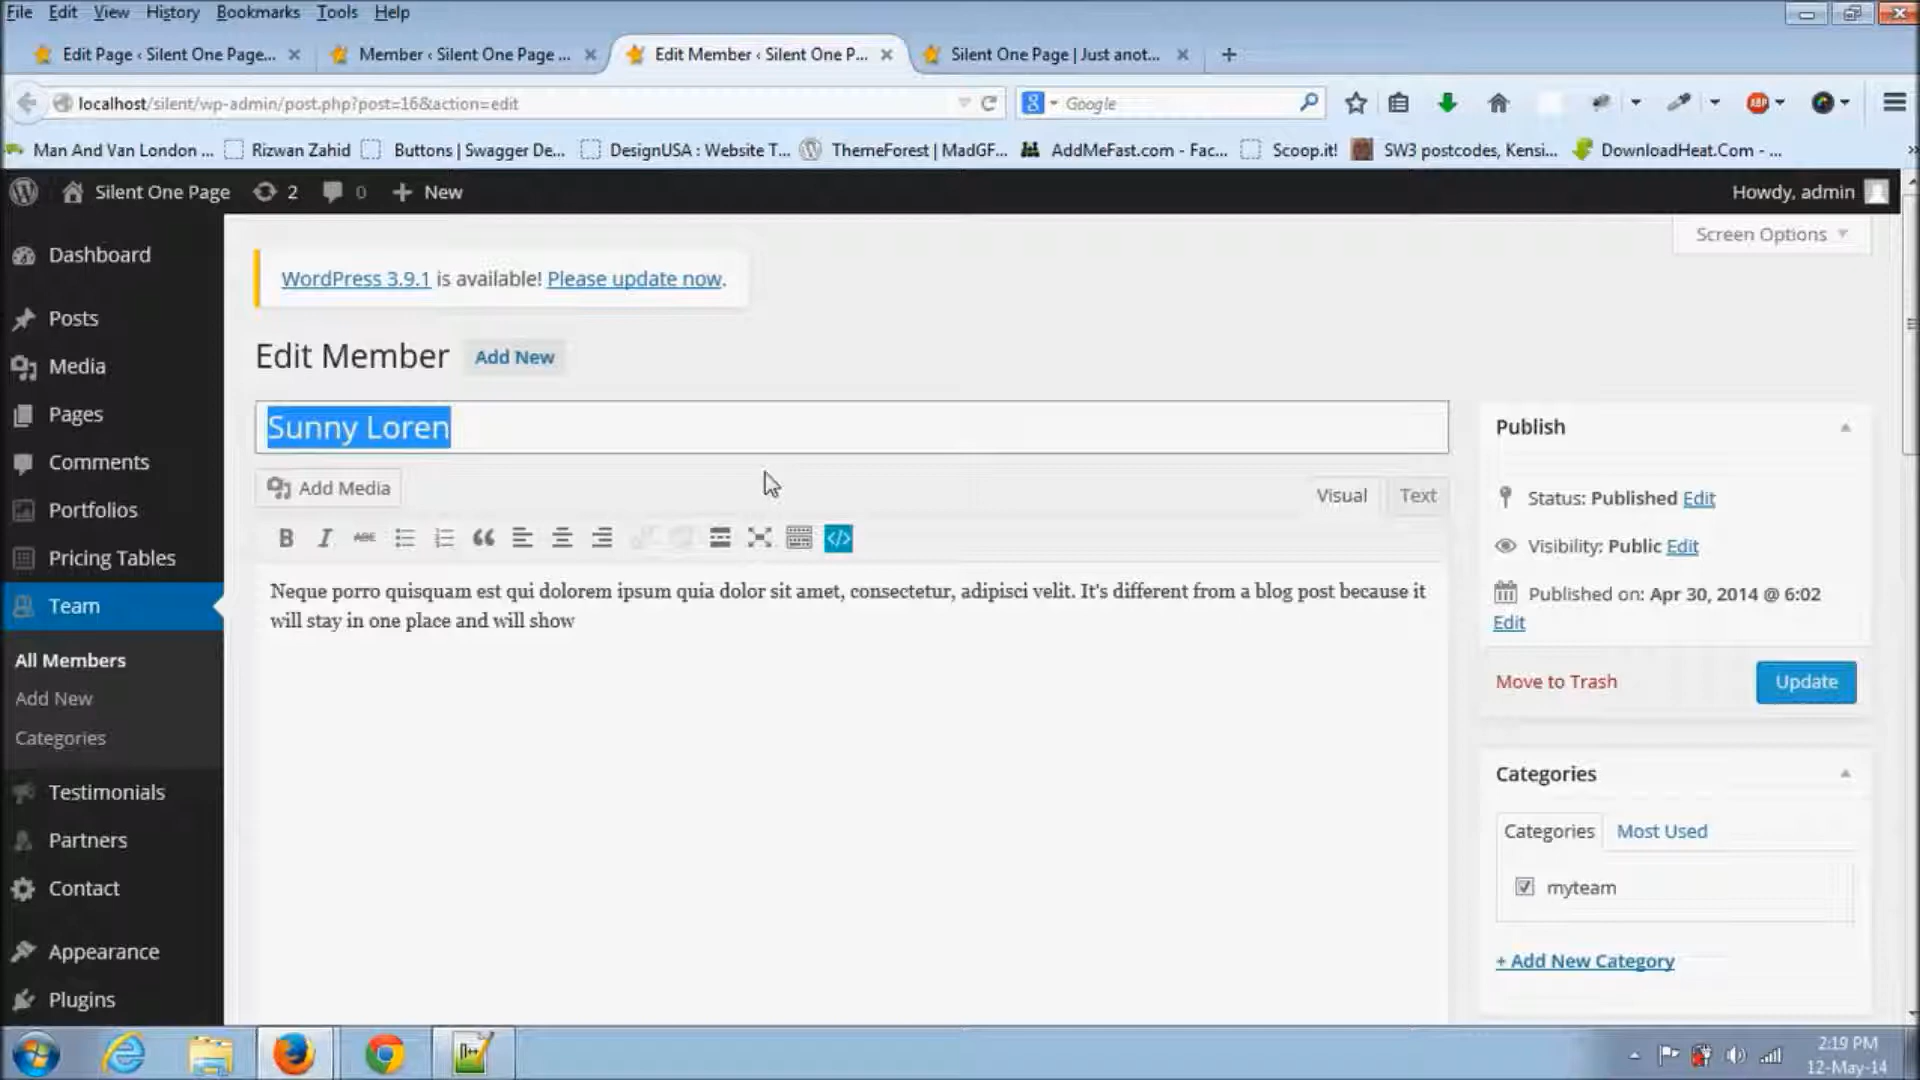 File Edit View History Bookmarks Tools Help
Edit Page ‹ Silent One Page... Member ‹ Silent One Page ... Edit Member ‹ Silent One P... Silent One Page | Just anot...
localhost/silent/wp-admin/post.php?post=16&action=edit Google
Man And Van London ... Rizwan Zahid Buttons | Swagger De... DesignUSA : Website T... ThemeForest | MadGF... AddMeFast.com - Fac... Scoop.it! SW3 postcodes, Kensi... DownloadHeat.Com - ...
Silent One Page 2 0 + New Howdy, admin
Screen Options
Dashboard
WordPress 3.9.1 is available! Please update now.
Posts
Edit Member Add New
Media
Pages
Sunny Loren
Publish
Comments
Add Media
Visual Text
Status: Published Edit
Portfolios
B I ABC
Visibility: Public Edit
Pricing Tables
Neque porro quisquam est qui dolorem ipsum quia dolor sit amet, consectetur, adipisci velit. It's different from a blog post because it
will stay in one place and will show
Published on: Apr 30, 2014 @ 6:02
Edit
Team
All Members
Add New
Categories
Move to Trash Update
Categories
Testimonials
Categories Most Used
Partners
myteam
Contact
+ Add New Category
Appearance
Plugins
2:19 PM
12-May-14